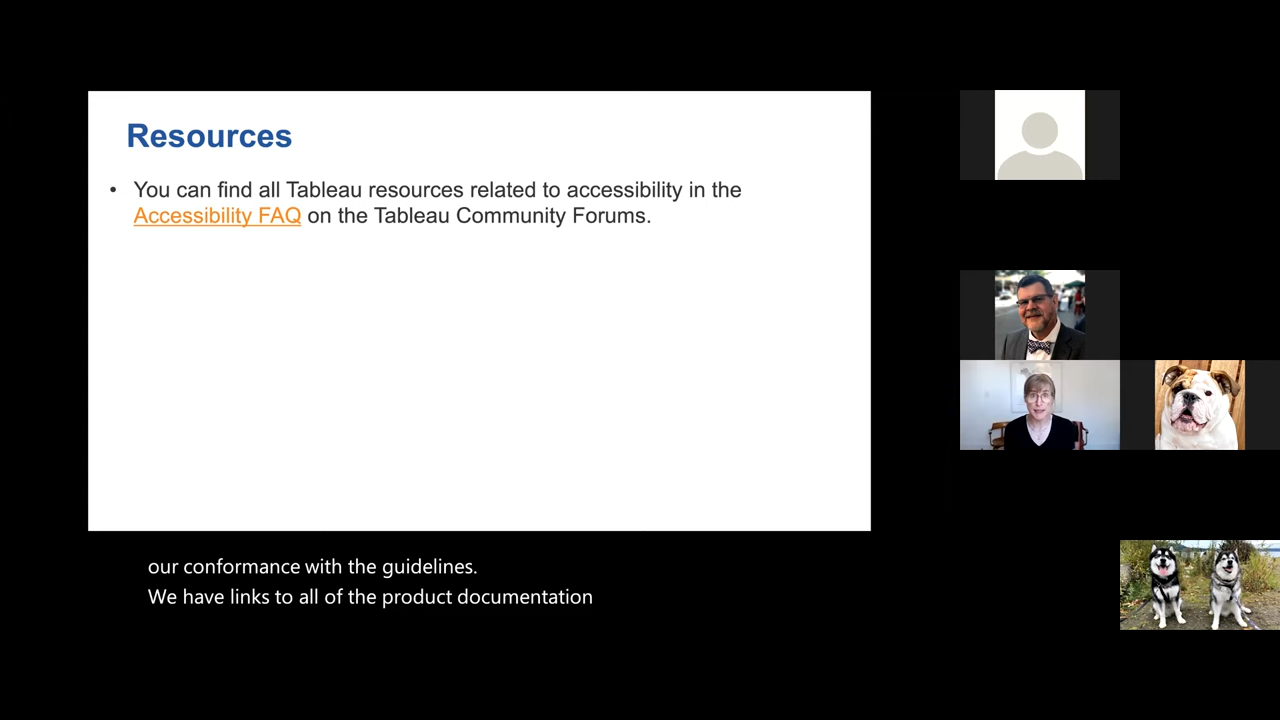 Resources
• You can find all Tableau resources related to accessibility in the
Accessibility FAQ on the Tableau Community Forums.
our conformance with the guidelines.
We have links to all of the product documentation